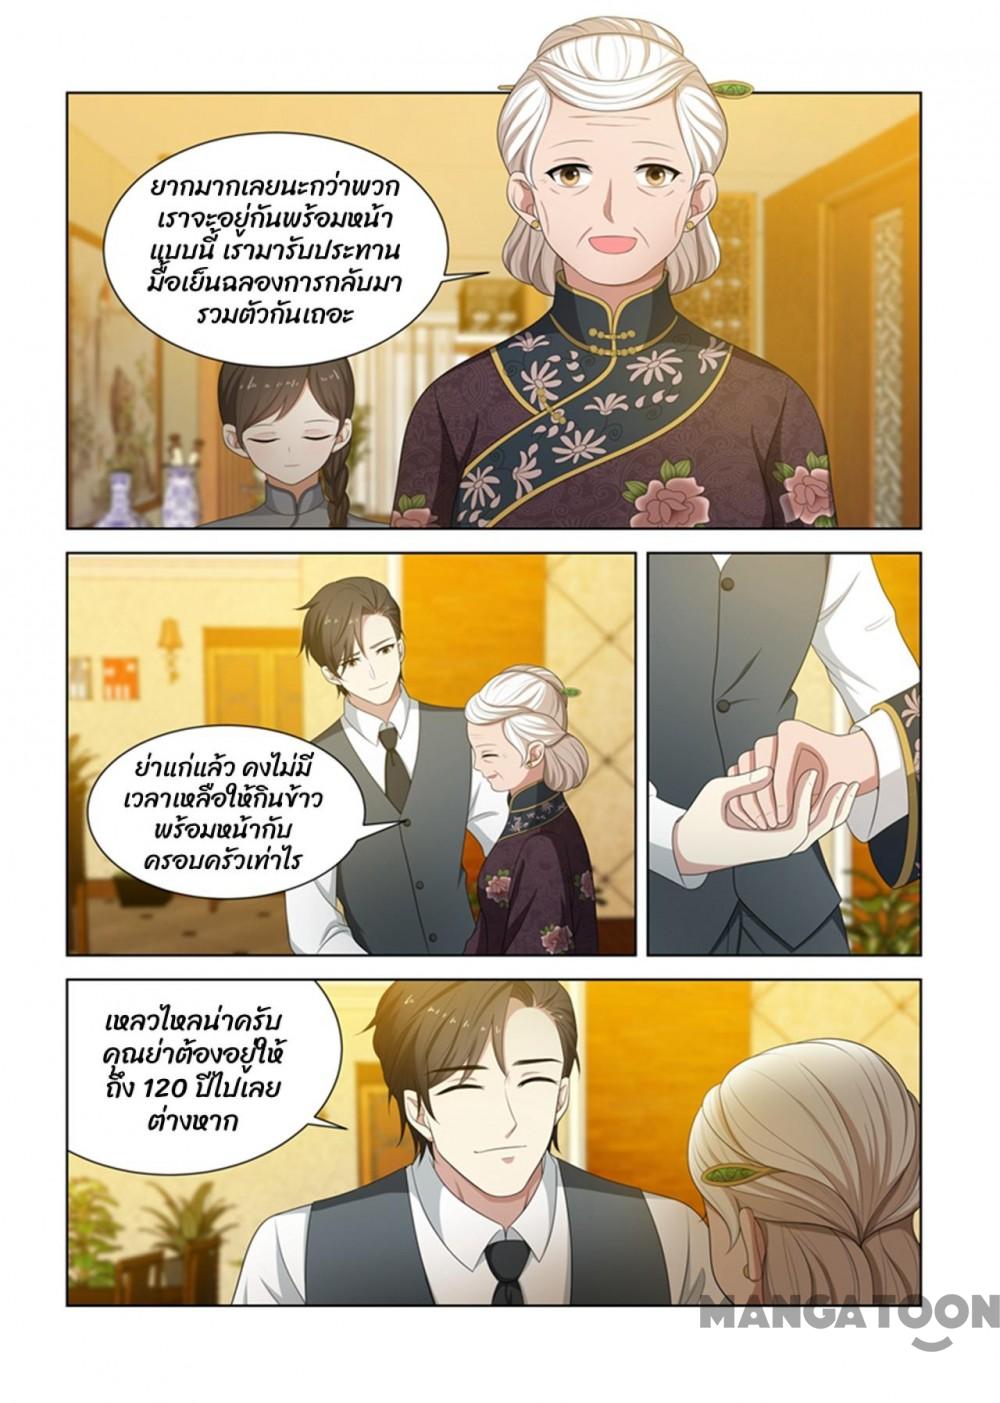 ยากมากเลยนะกว่าพวก
เราจะอยู่กันพร้อมหน้า
แบบนี้ เรามารับประทาน
มื้อเย็นฉลองการกลับมา
รวมตัวกันเถอะ
ย่าแก่แล้ว คงไม่มี
เวลาเหลือให้กินข้าว
พร้อมหน้ากับ
ครอบครัวเท่าไร
เหลวไหลน่าครับ
คุณย่าต้องอยู่ให้
ถึง 120 ปีไปเลย
ต่างหาก
MANGATOON